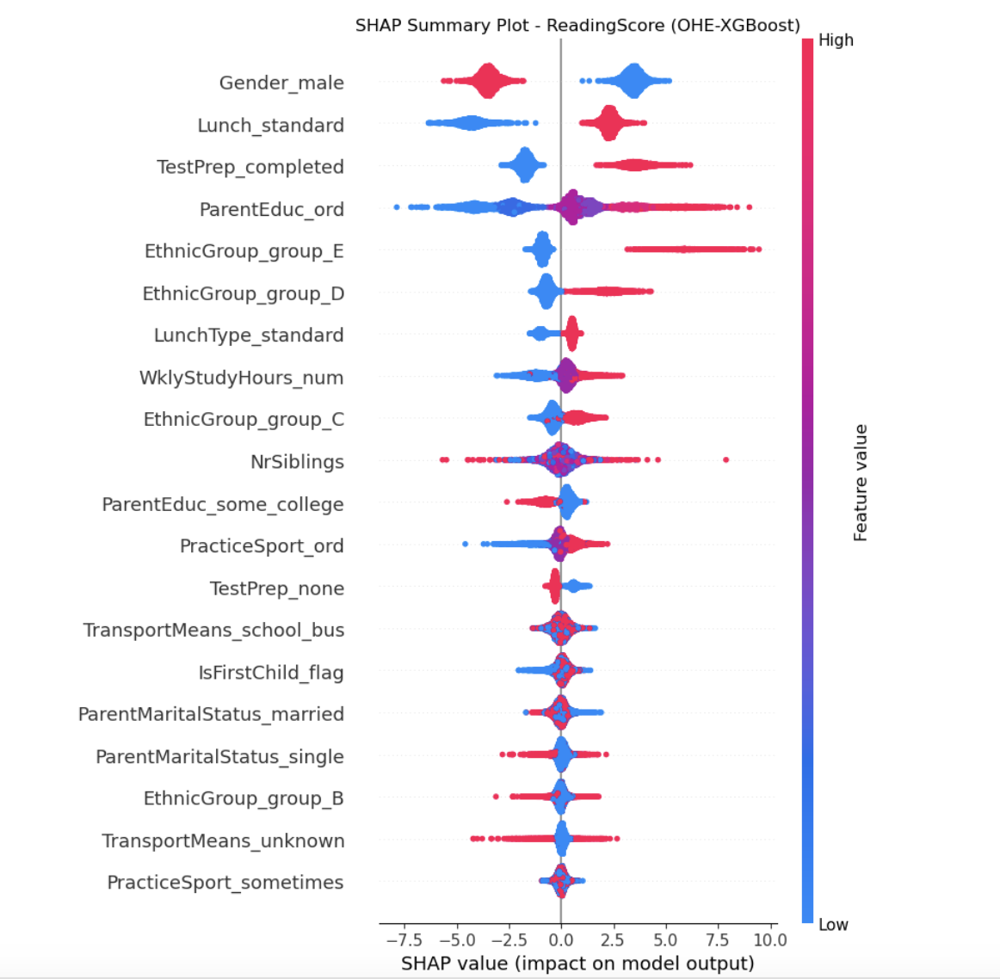 SHAP Summary Plot - ReadingScore (OHE-XGBoost)
High
Gender_male
Lunch_standard
TestPrep_completed
ParentEduc_ord
EthnicGroup_group_E
EthnicGroup_group_D
LunchType_standard
WklyStudyHours_num
EthnicGroup_group_C
NrSiblings
ParentEduc_some_college
PracticeSport_ord
TestPrep_none
TransportMeans_school_bus
IsFirstChild_flag
ParentMaritalStatus_married
ParentMaritalStatus_single
EthnicGroup_group_B
TransportMeans_unknown
PracticeSport_sometimes
Feature value
Low
−7.5 −5.0 −2.5 0.0 2.5 5.0 7.5 10.0
SHAP value (impact on model output)